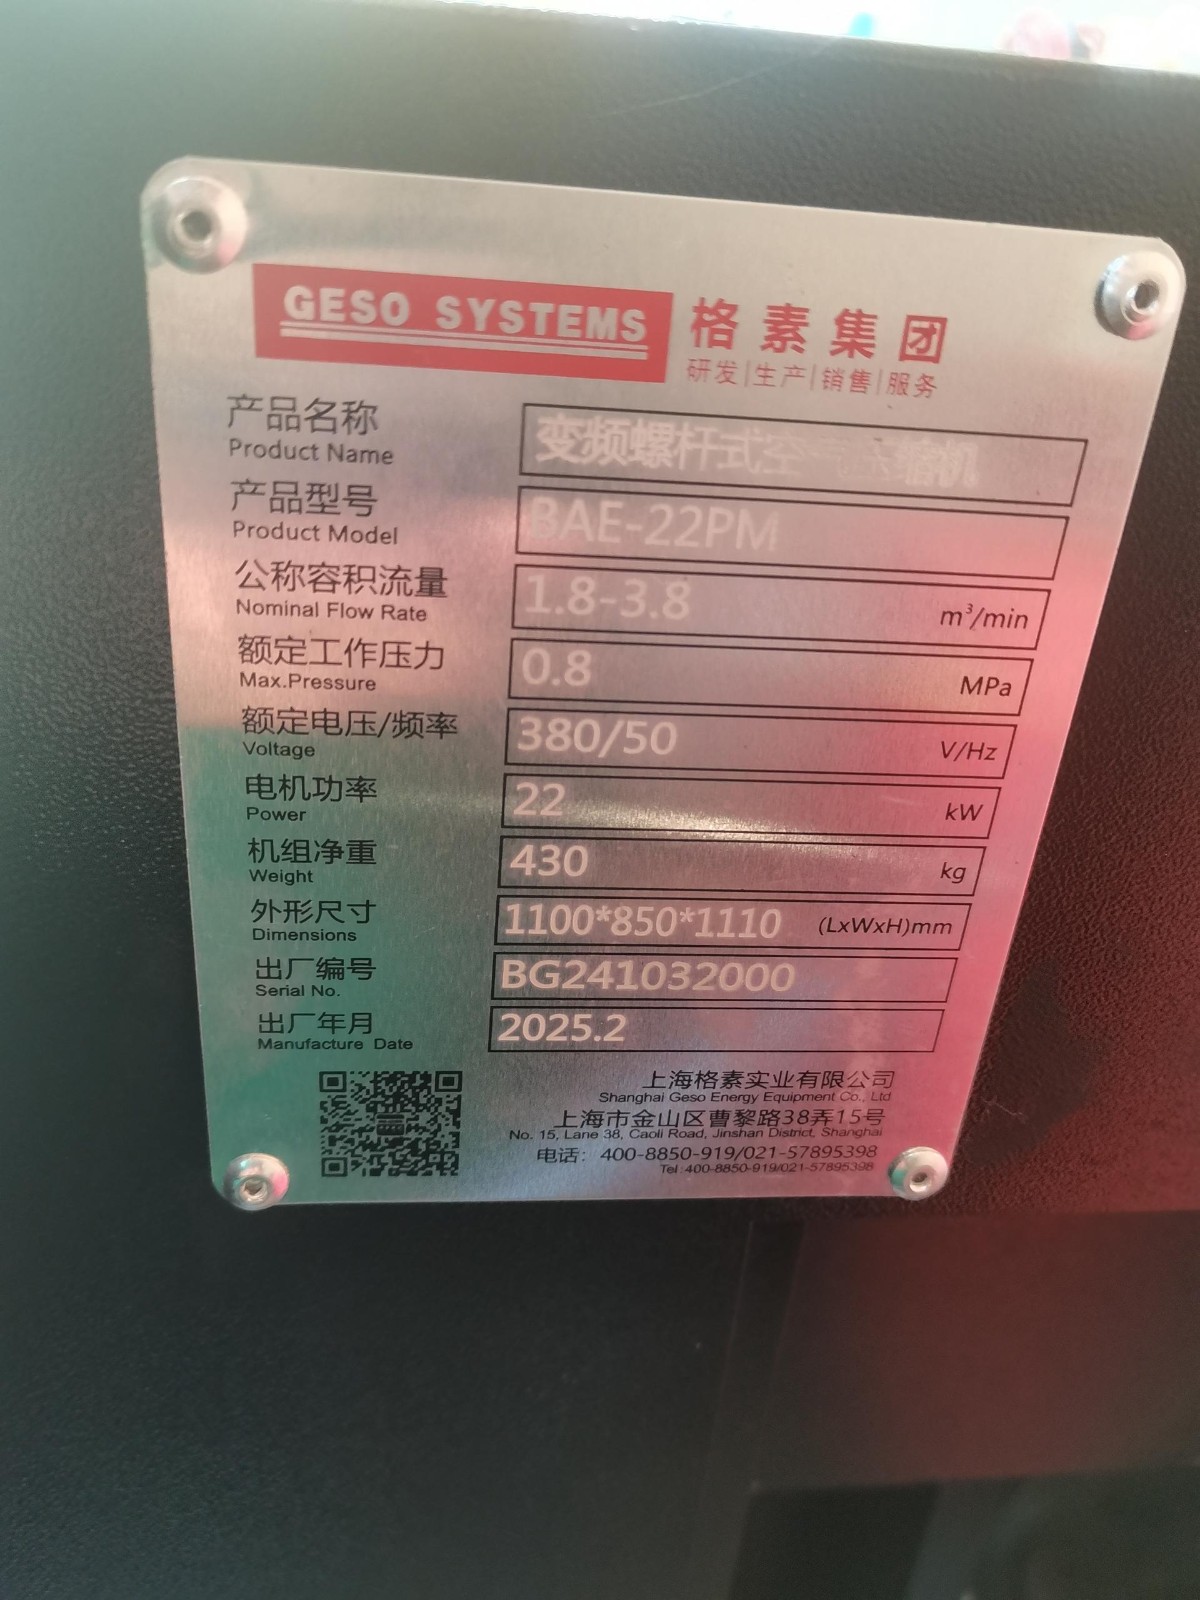 GESO SYSTEMS 格素集团
研发|生产|销售|服务
产品名称 变频螺杆式空气压缩机
Product Name
产品型号 BAE-22PM
Product Model
公称容积流量 1.8-3.8 m³/min
Nominal Flow Rate
额定工作压力 0.8 MPa
Max.Pressure
额定电压/频率 380/50 V/Hz
Voltage
电机功率 22 kW
Power
机组净重 430 kg
Weight
外形尺寸 1100*850*1110 (LxWxH)mm
Dimensions
出厂编号 BG241032000
Serial No.
出厂年月 2025.2
Manufacture Date
上海格素实业有限公司
Shanghai Geso Energy Equipment Co., Ltd
上海市金山区曹黎路38弄15号
No. 15, Lane 38, Caoli Road, Jinshan District, Shanghai
电话：400-8850-919/021-57895398
Tel:400-8850-919/021-57895398